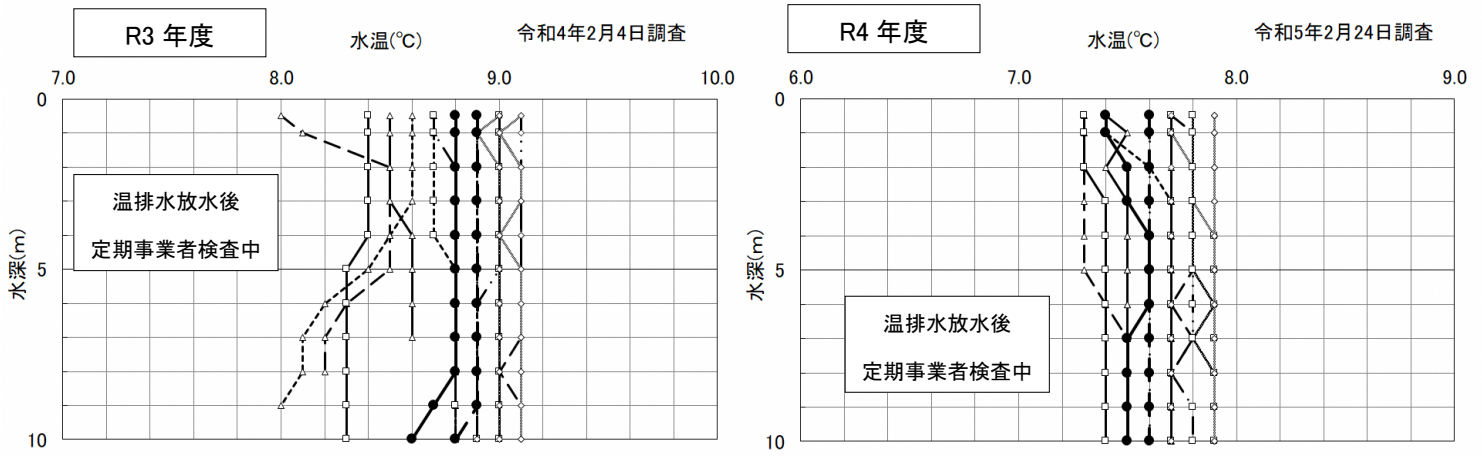 R3 年度
水温(℃)
令和4年2月4日調査
7.0 8.0 9.0 10.0
0
温排水放水後
定期事業者検査中
水深(m)
5
10
R4 年度
水温(℃)
令和5年2月24日調査
6.0 7.0 8.0 9.0
0
水深(m)
5
温排水放水後
定期事業者検査中
10